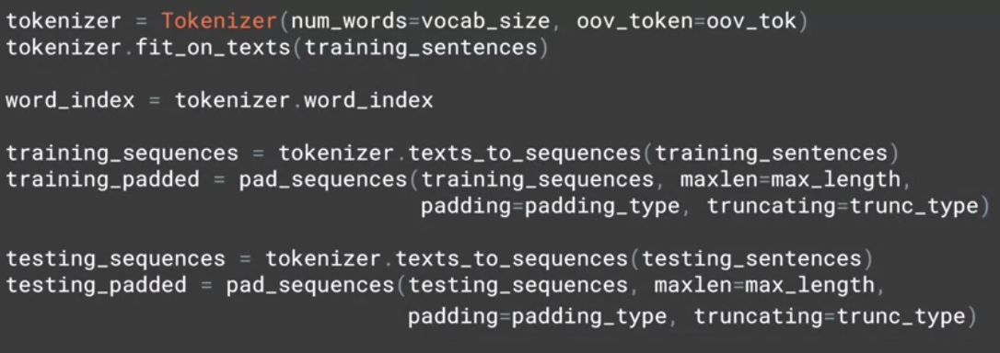 tokenizer = Tokenizer(num_words=vocab_size, oov_token=oov_tok)
tokenizer.fit_on_texts(training_sentences)
word_index = tokenizer.word_index
training_sequences = tokenizer.texts_to_sequences(training_sentences)
training_padded = pad_sequences(training_sequences, maxlen=max_length,
padding=padding_type, truncating=trunc_type)
testing_sequences = tokenizer.texts_to_sequences(testing_sentences)
testing_padded = pad_sequences(testing_sequences, maxlen=max_length,
padding=padding_type, truncating=trunc_type)